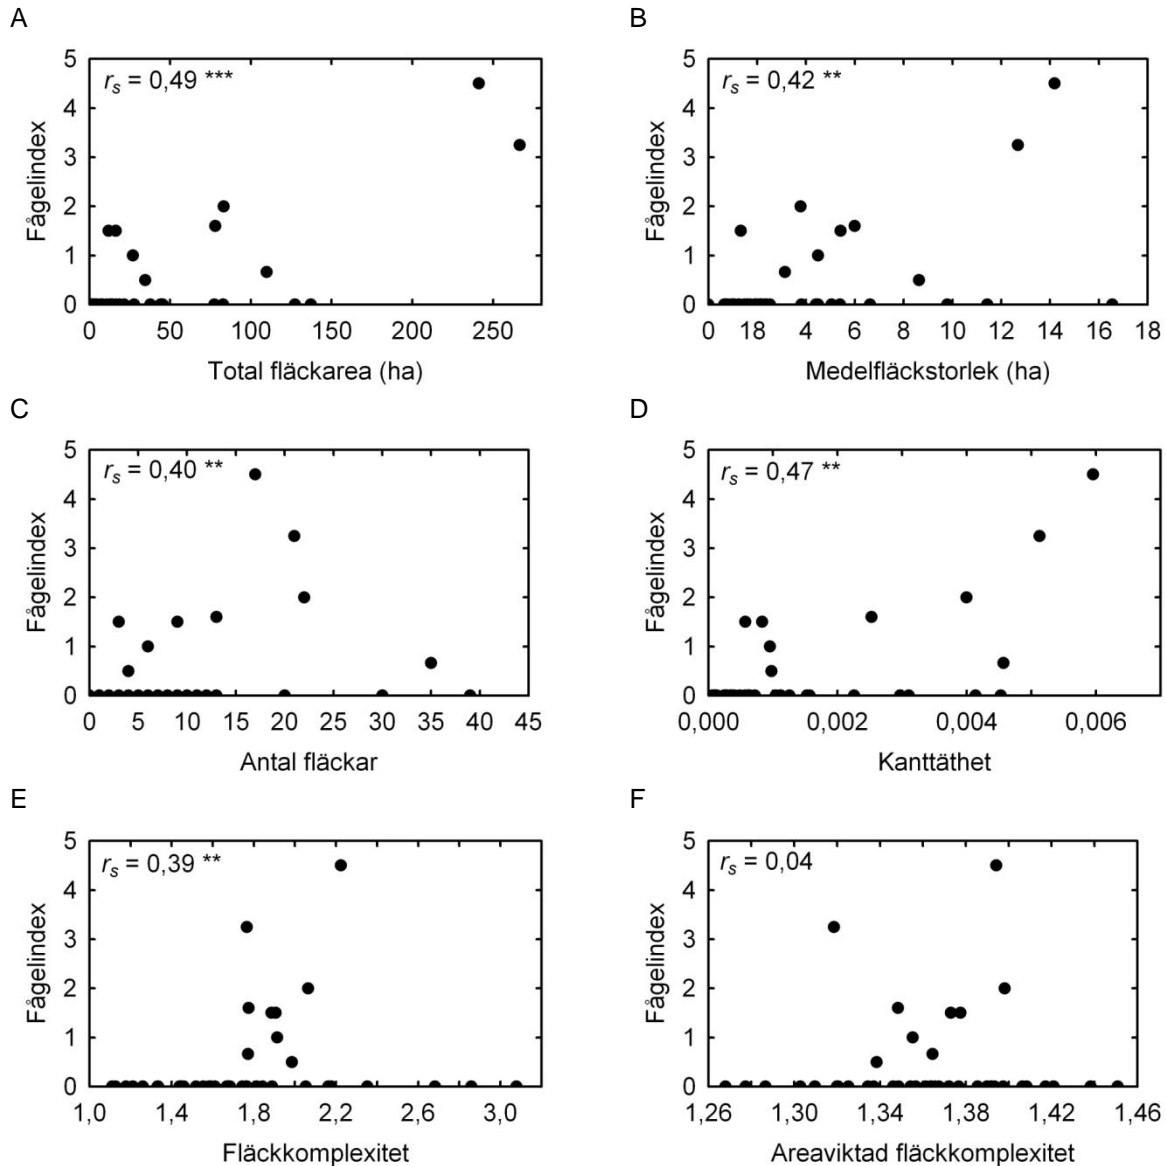 A
rs = 0,49 ***
5
4
3
2
1
0
Fågelindex
0 50 100 150 200 250
Total fläckarea (ha)
B
rs = 0,42 **
5
4
3
2
1
0
Fågelindex
0 18 4 6 8 10 12 14 16 18
Medelfläckstorlek (ha)
C
rs = 0,40 **
5
4
3
2
1
0
Fågelindex
0 5 10 15 20 25 30 35 40 45
Antal fläckar
D
rs = 0,47 **
5
4
3
2
1
0
Fågelindex
0,000 0,002 0,004 0,006
Kanttäthet
E
rs = 0,39 **
5
4
3
2
1
0
Fågelindex
1,0 1,4 1,8 2,2 2,6 3,0
Fläckkomplexitet
F
rs = 0,04
5
4
3
2
1
0
Fågelindex
1,26 1,30 1,34 1,38 1,42 1,46
Areaviktad fläckkomplexitet